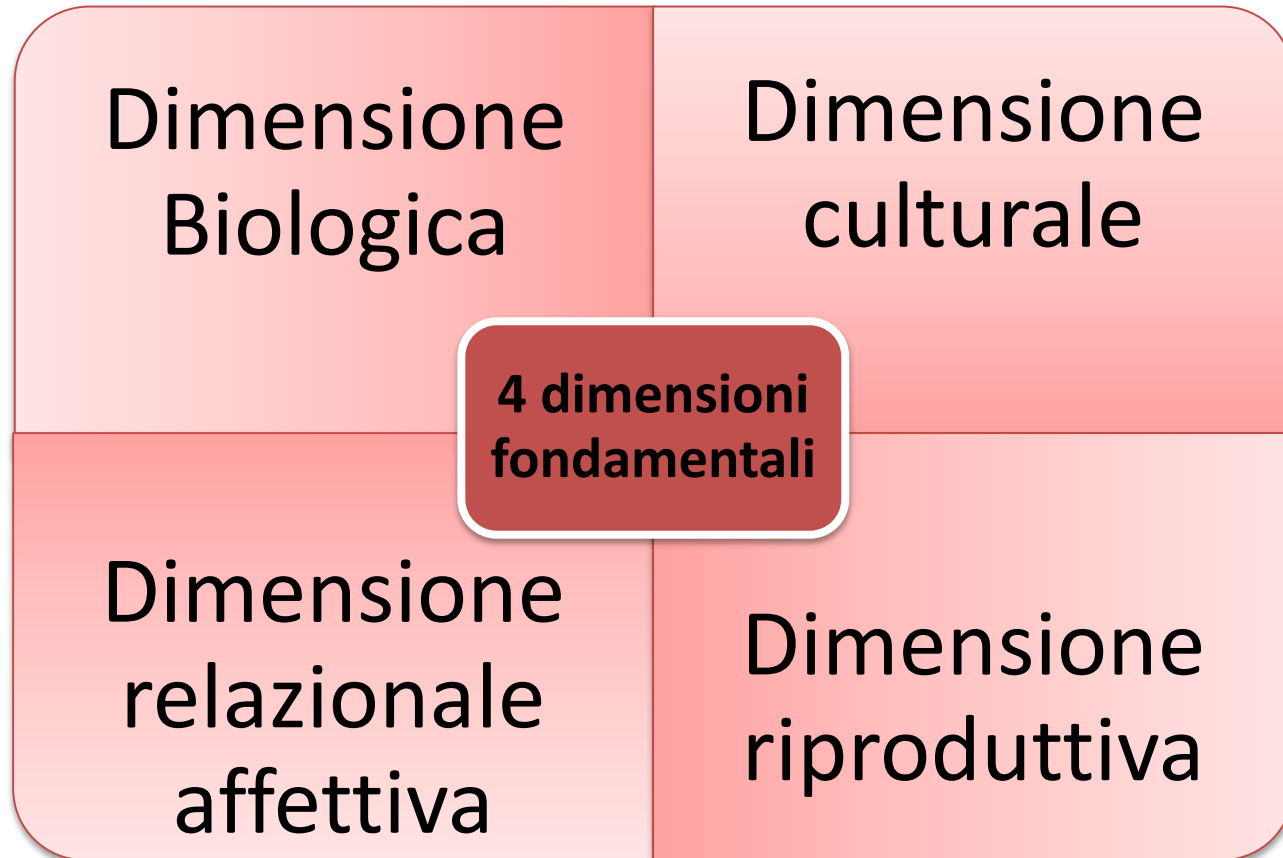 Dimensione
Biologica
Dimensione
culturale
4 dimensioni
fondamentali
Dimensione
relazionale
affettiva
Dimensione
riproduttiva